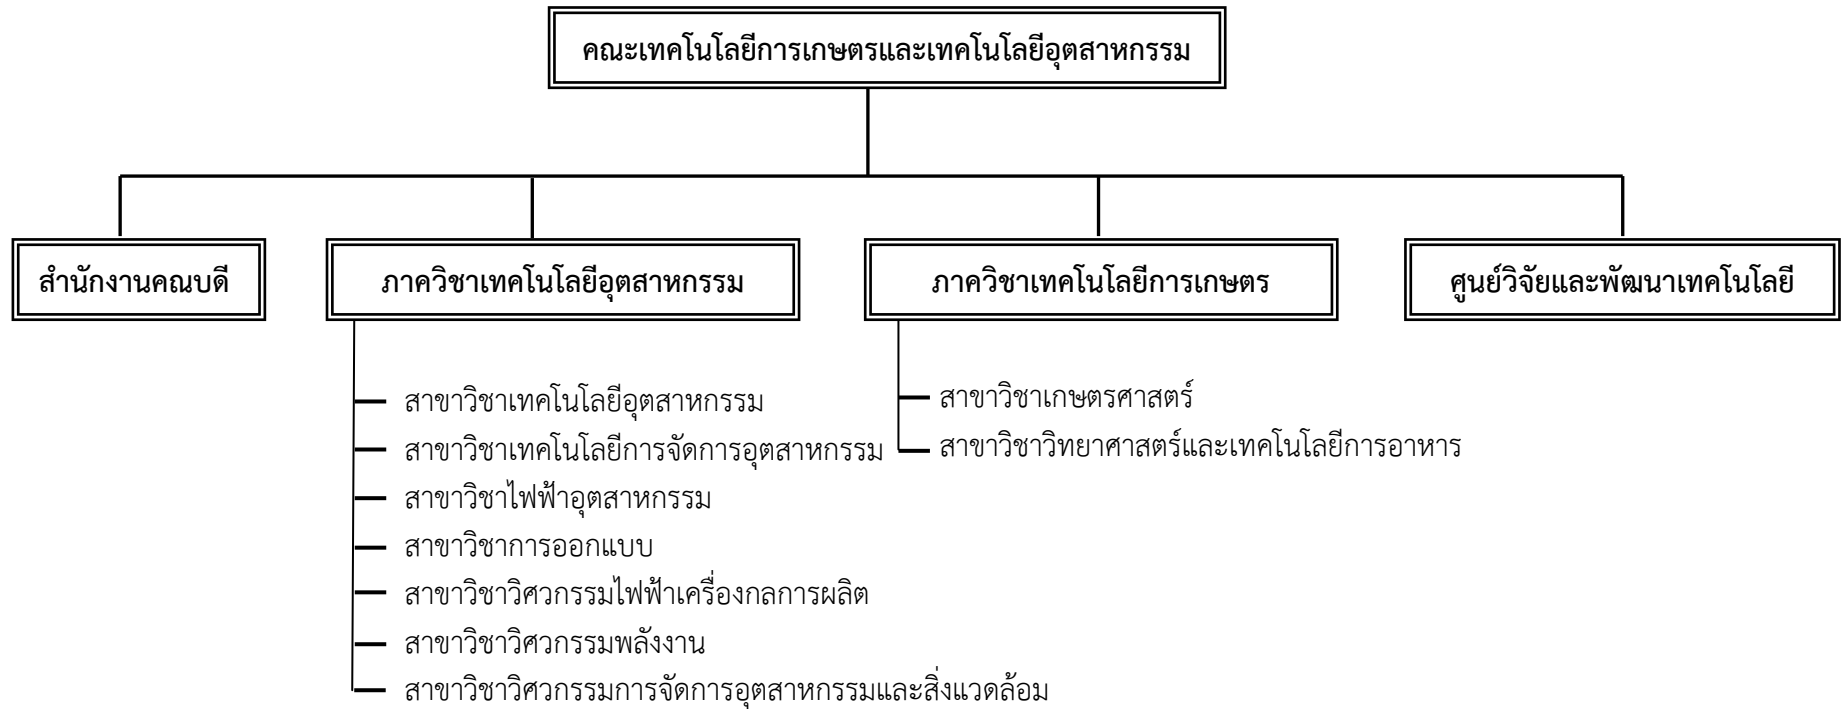 คณะเทคโนโลยีการเกษตรและเทคโนโลยีอุตสาหกรรม
สำนักงานคณบดี
ภาควิชาเทคโนโลยีอุตสาหกรรม
ภาควิชาเทคโนโลยีการเกษตร
ศูนย์วิจัยและพัฒนาเทคโนโลยี
สาขาวิชาเทคโนโลยีอุตสาหกรรม
สาขาวิชาเทคโนโลยีการจัดการอุตสาหกรรม
สาขาวิชาไฟฟ้าอุตสาหกรรม
สาขาวิชาการออกแบบ
สาขาวิชาวิศวกรรมไฟฟ้าเครื่องกลการผลิต
สาขาวิชาวิศวกรรมพลังงาน
สาขาวิชาวิศวกรรมการจัดการอุตสาหกรรมและสิ่งแวดล้อม
สาขาวิชาเกษตรศาสตร์
สาขาวิชาวิทยาศาสตร์และเทคโนโลยีการอาหาร